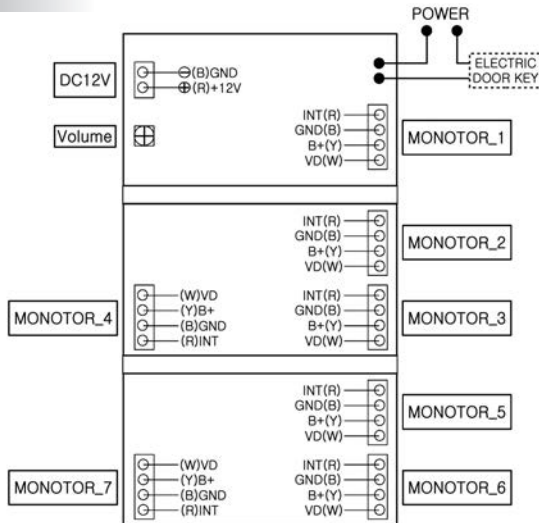 POWER
ELECTRIC
DOOR KEY
DC12V
⊖(B)GND
⊕(R)+12V
Volume
INT(R)
GND(B)
B+(Y)
VD(W)
MONOTOR_1
INT(R)
GND(B)
B+(Y)
VD(W)
MONOTOR_2
MONOTOR_4
(W)VD
(Y)B+
(B)GND
(R)INT
INT(R)
GND(B)
B+(Y)
VD(W)
MONOTOR_3
INT(R)
GND(B)
B+(Y)
VD(W)
MONOTOR_5
MONOTOR_7
(W)VD
(Y)B+
(B)GND
(R)INT
INT(R)
GND(B)
B+(Y)
VD(W)
MONOTOR_6